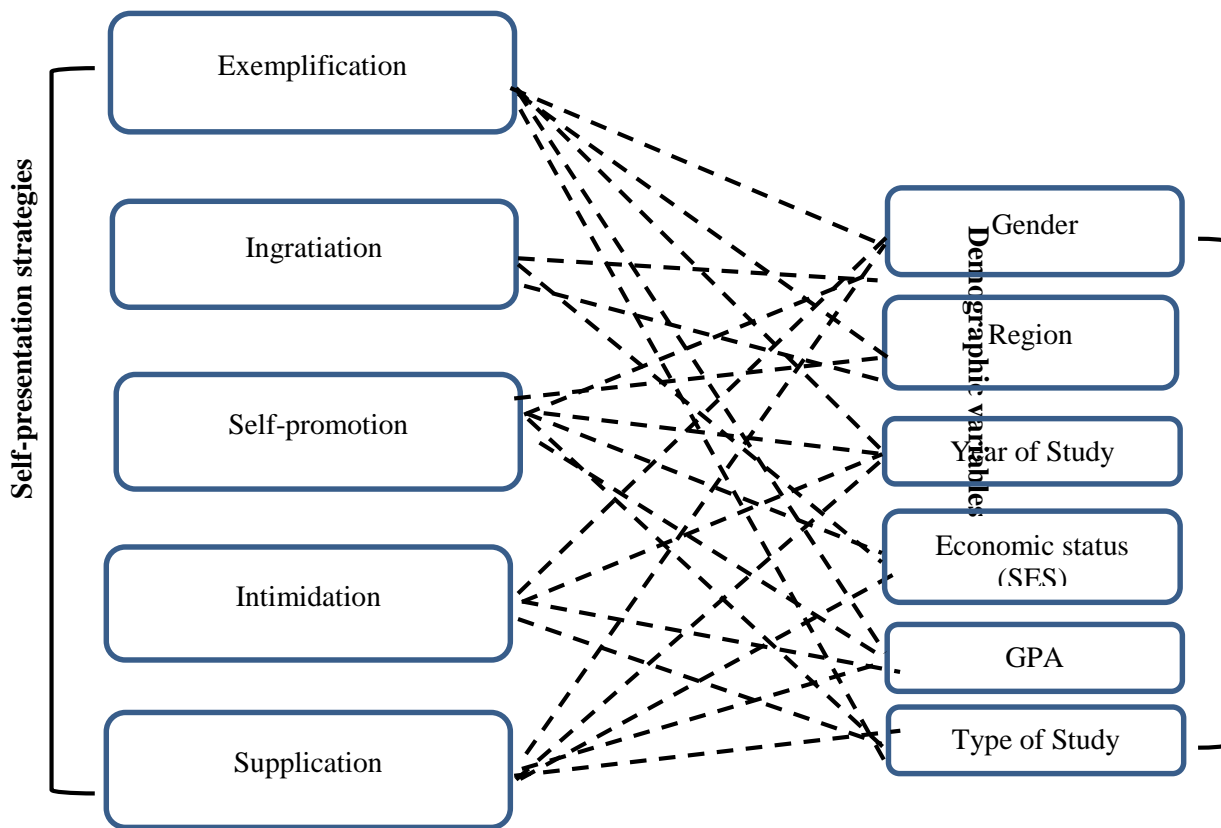 Self-presentation strategies
Exemplification
Ingratiation
Self-promotion
Intimidation
Supplication
Demographic variables
Gender
Region
Year of Study
Economic status
(SES)
GPA
Type of Study